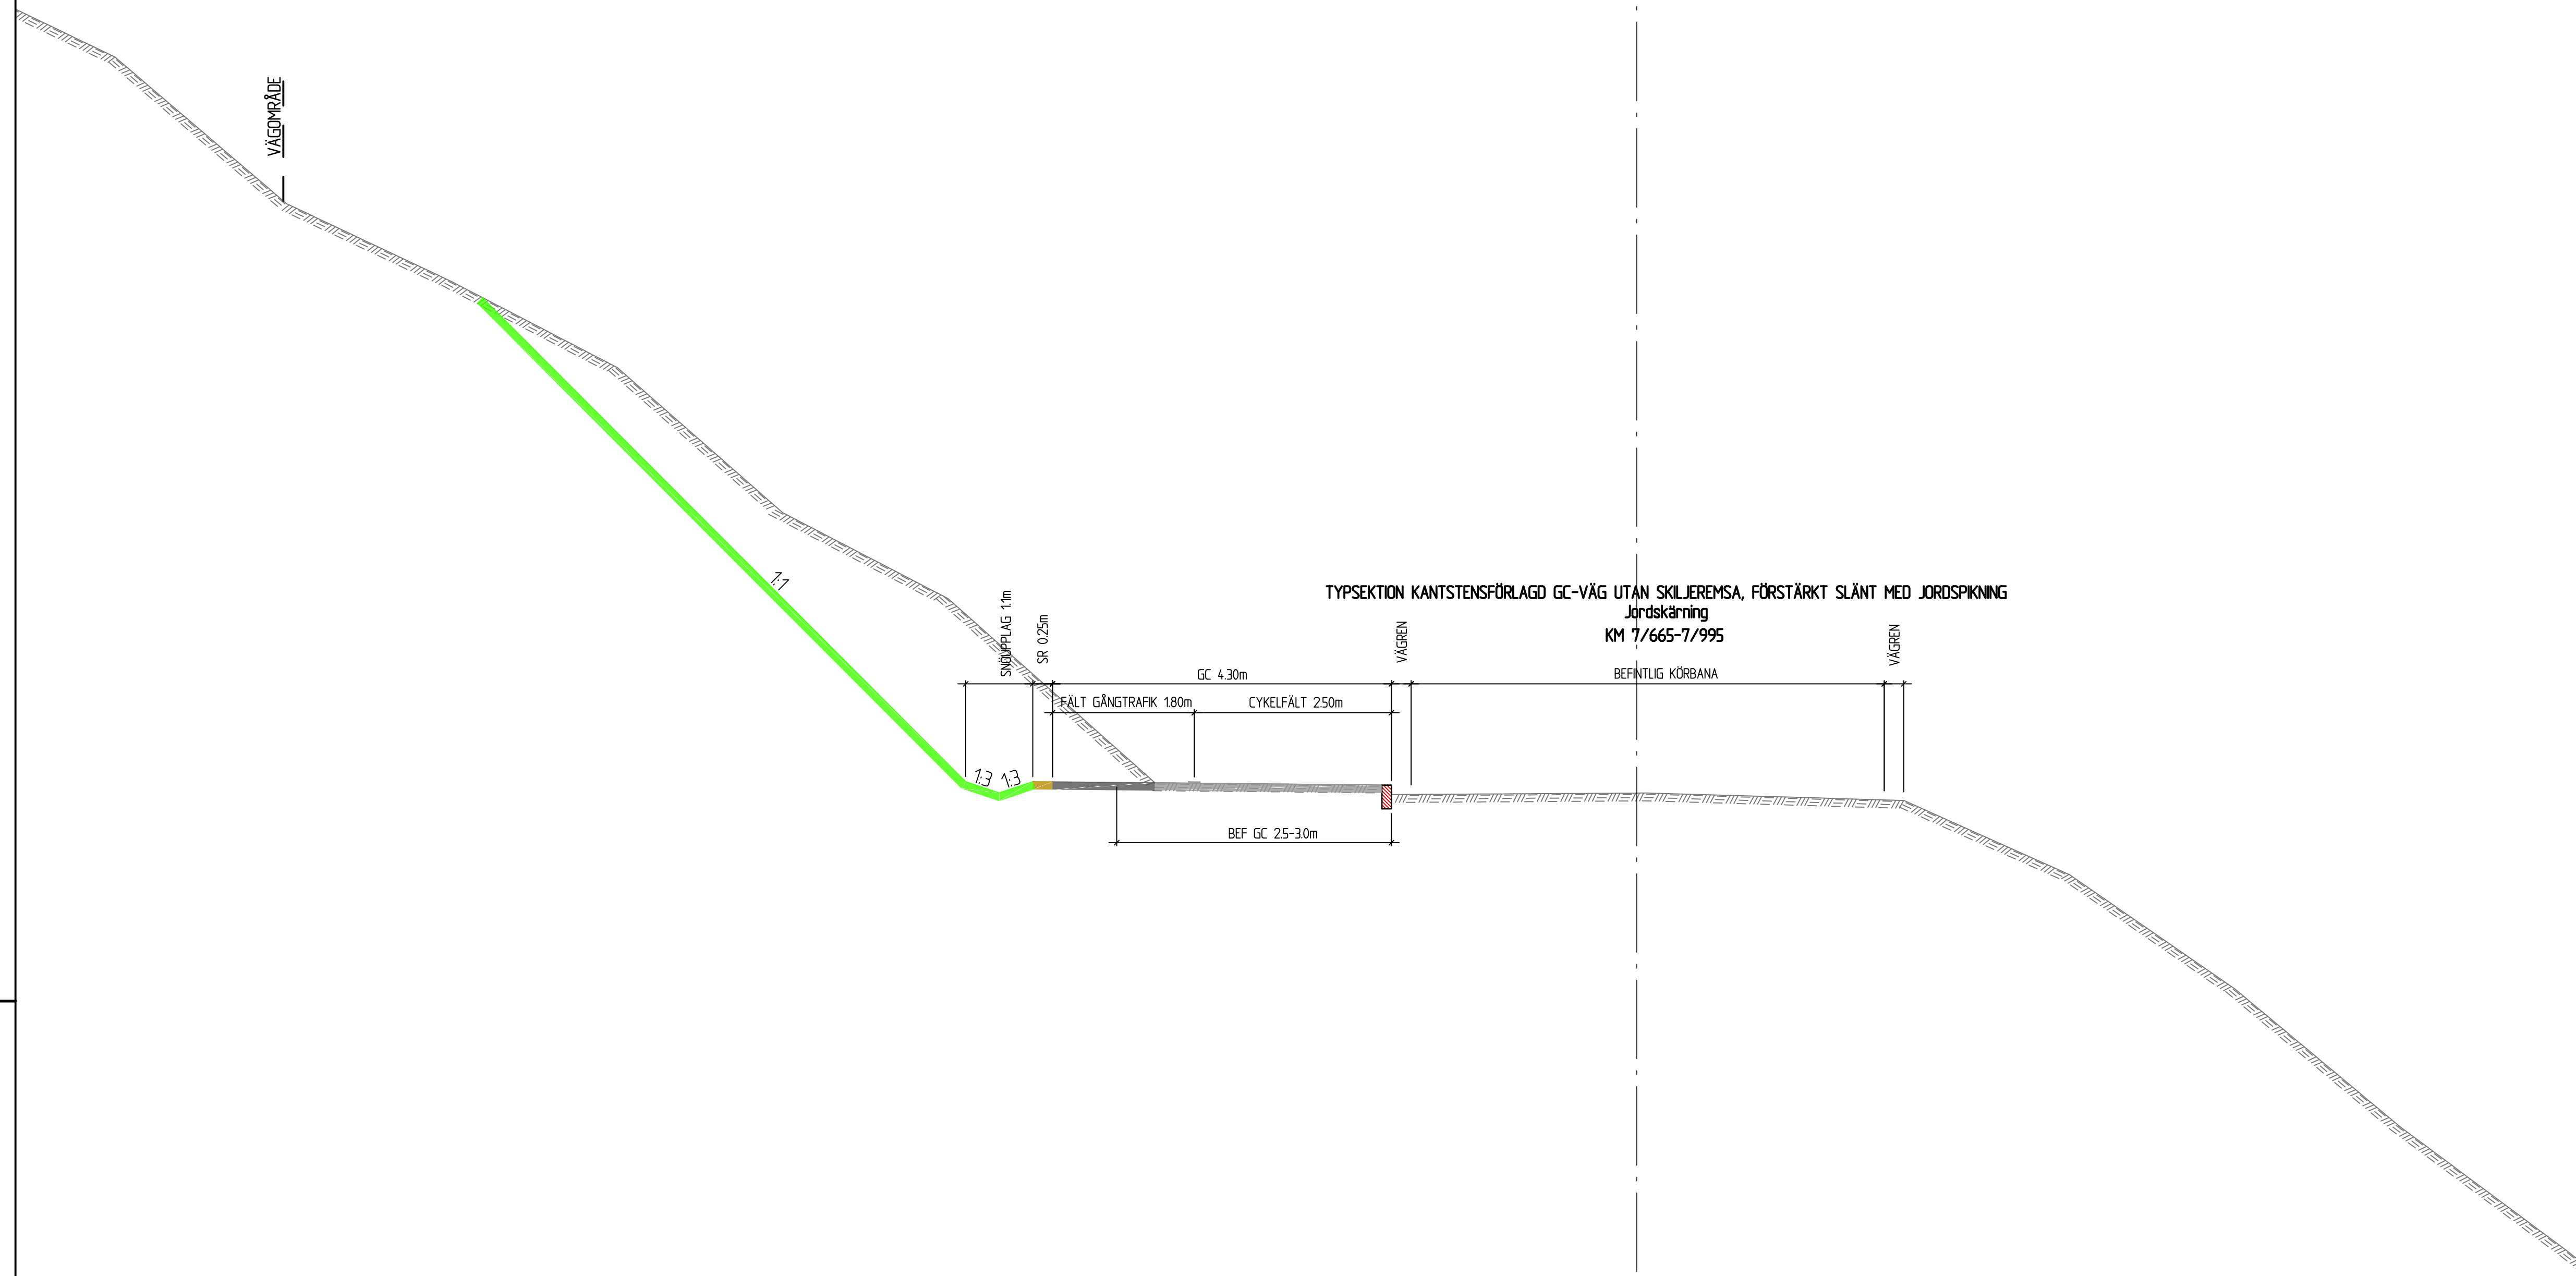 VÄGOMRÅDE
1:1
TYPSEKTION KANTSTENSFÖRLAGD GC-VÄG UTAN SKILJEREMSA, FÖRSTÄRKT SLÄNT MED JORDSPIKNING
Jordskärning
KM 7/665-7/995
SNÖUPPLAG 1.1m
SR 0.25m
VÄGREN
VÄGREN
GC 4.30m
BEFINTLIG KÖRBANA
FÄLT GÅNGTRAFIK 1.80m
CYKELFÄLT 2.50m
1:3
1:3
BEF GC 2.5-3.0m